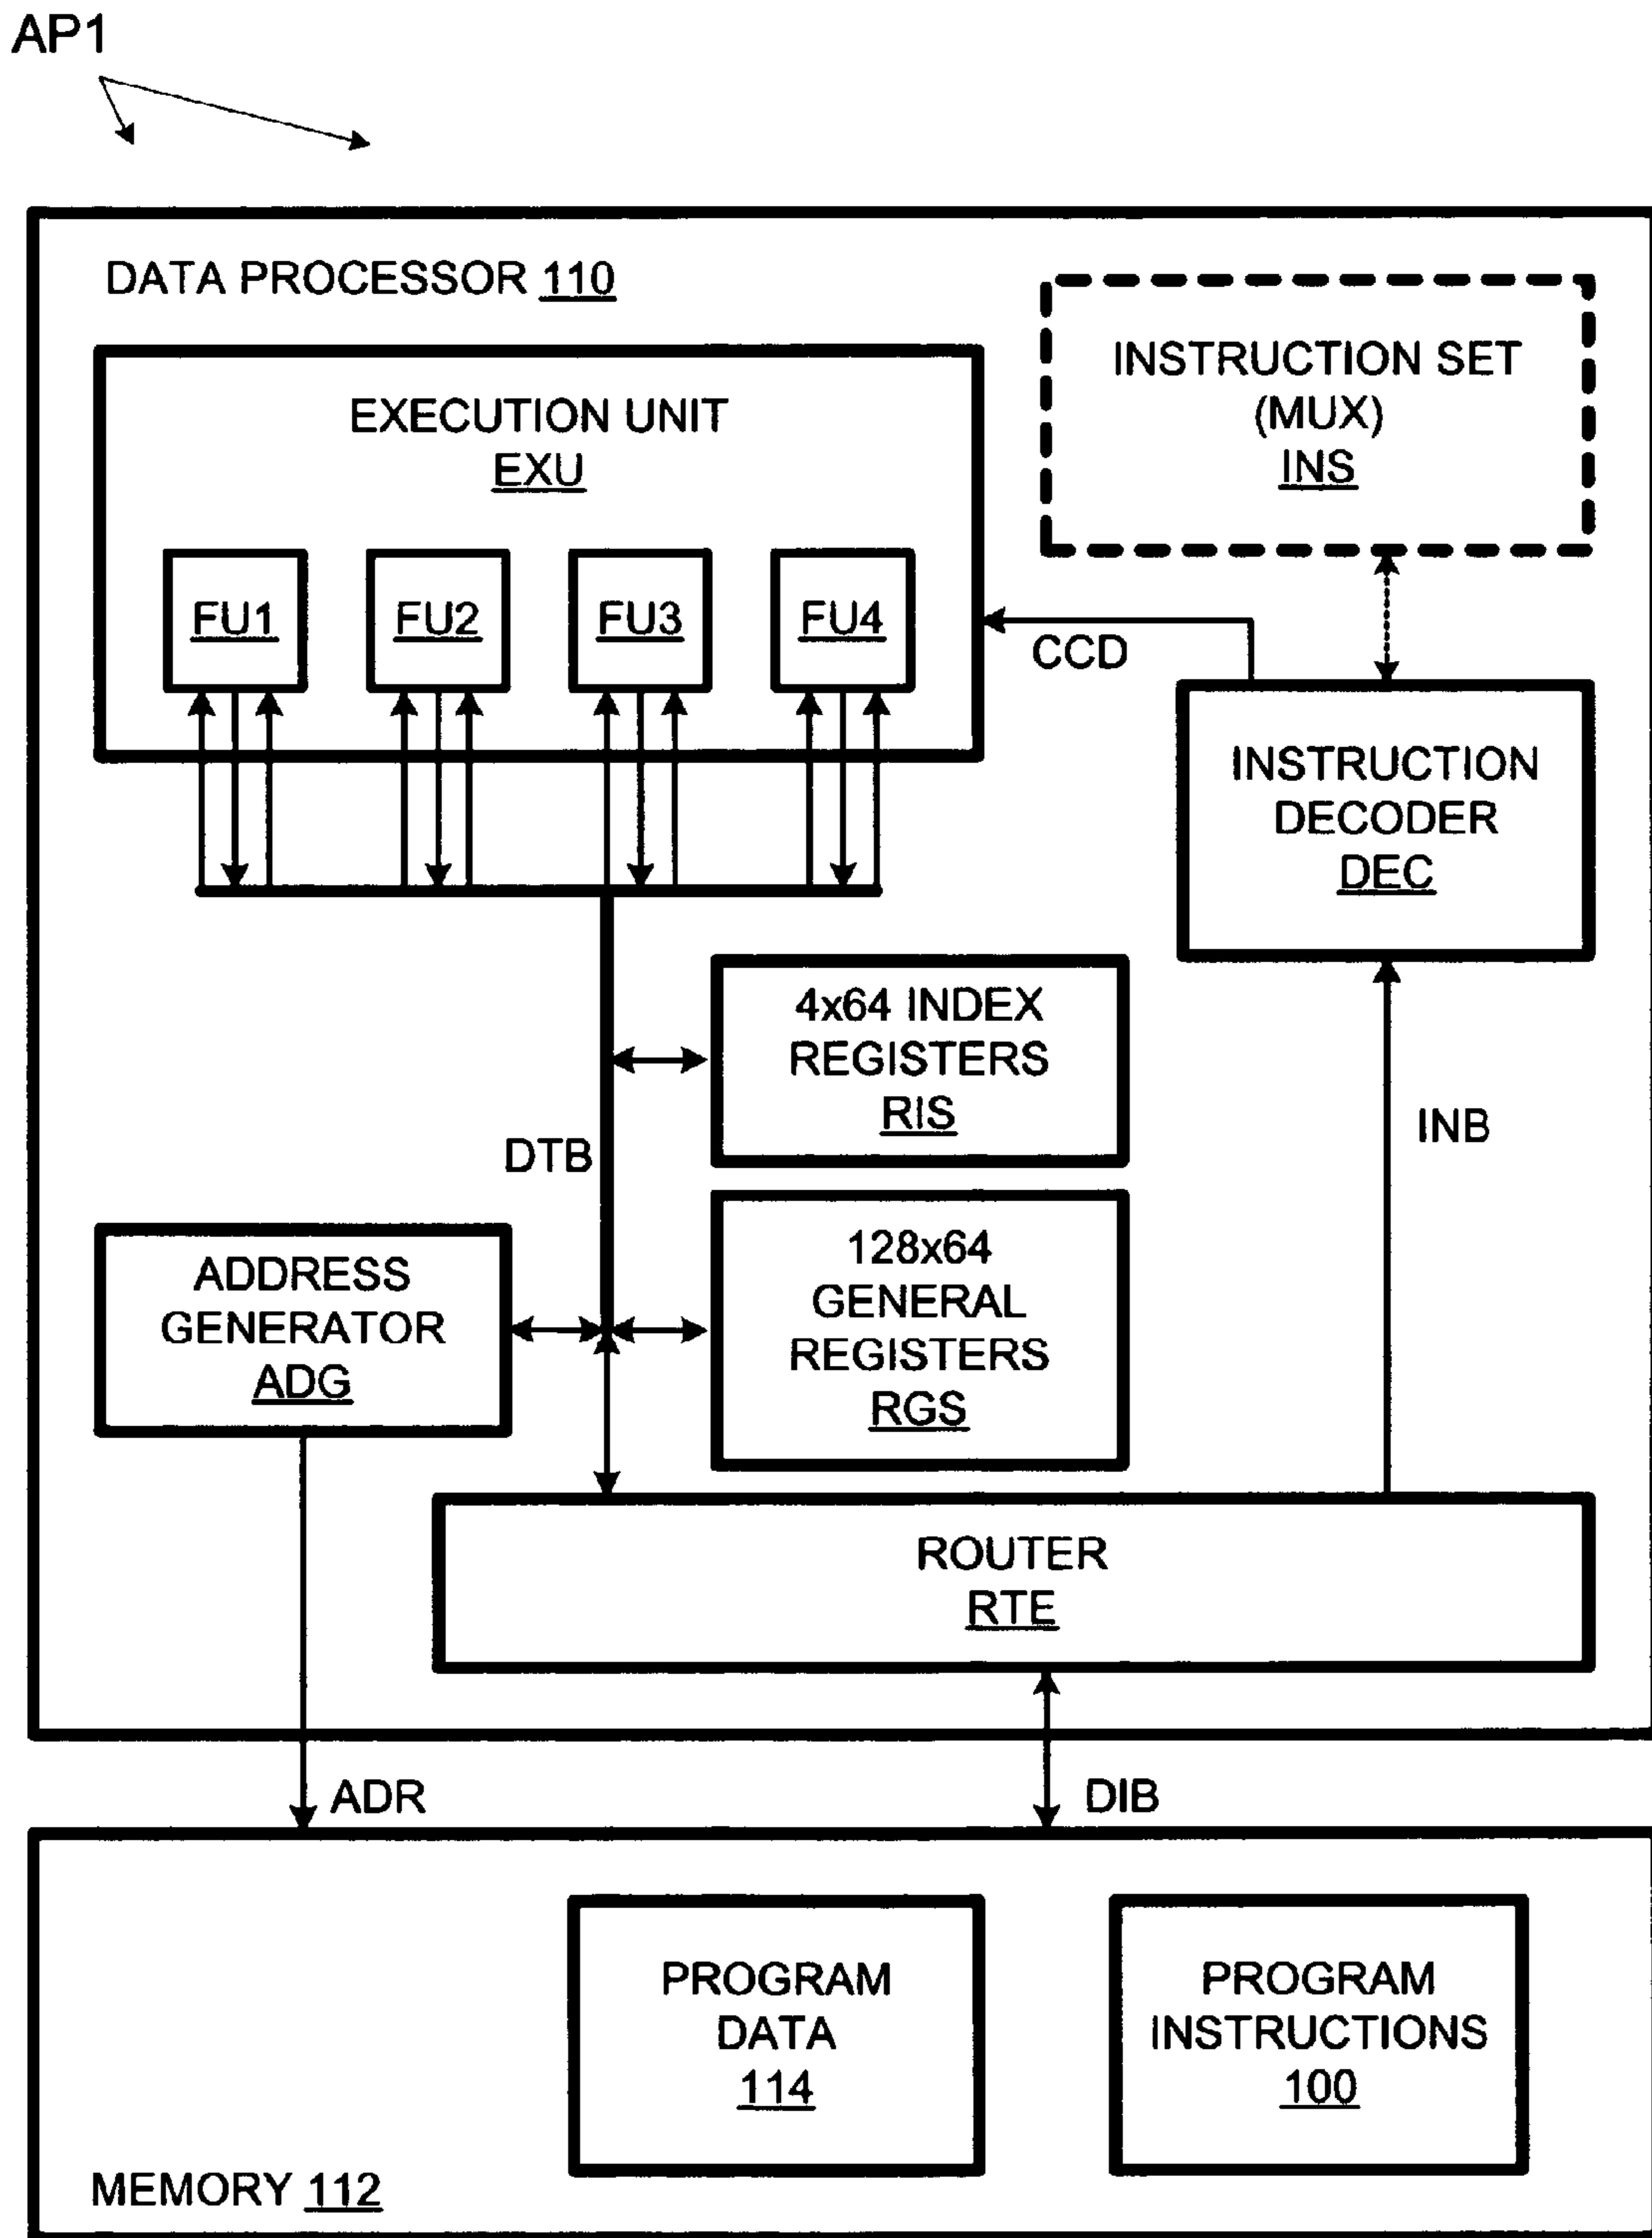 AP1
DATA PROCESSOR 110
EXECUTION UNIT
EXU
FU1
FU2
FU3
FU4
INSTRUCTION SET
(MUX)
INS
CCD
INSTRUCTION
DECODER
DEC
4x64 INDEX
REGISTERS
RIS
INB
DTB
128x64
GENERAL
REGISTERS
RGS
ADDRESS
GENERATOR
ADG
ROUTER
RTE
ADR
DIB
PROGRAM
DATA
114
PROGRAM
INSTRUCTIONS
100
MEMORY 112